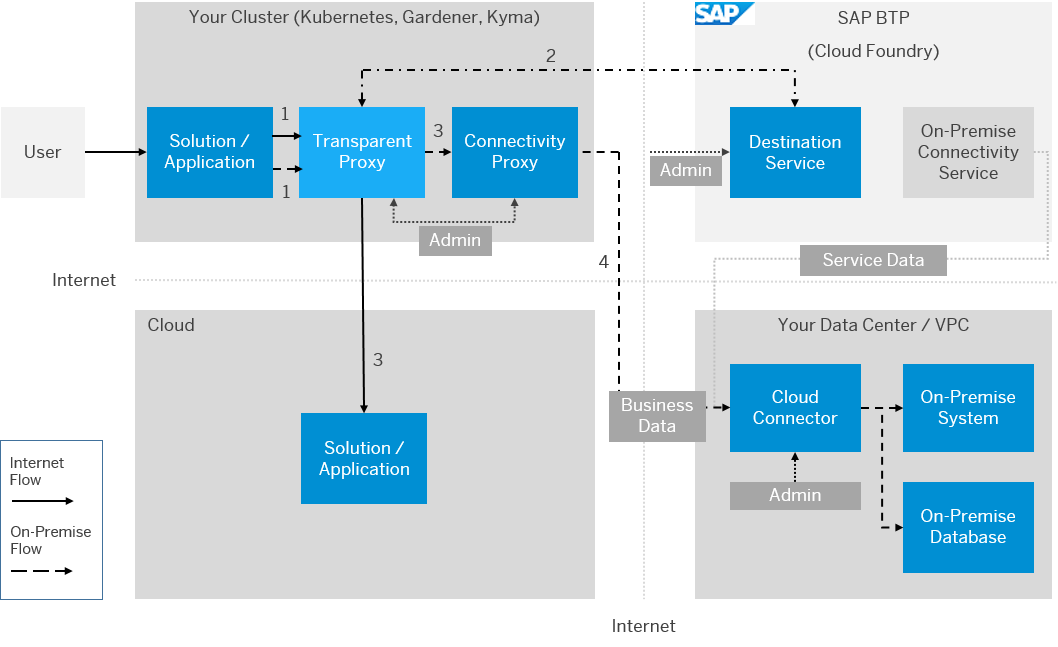 Your Cluster (Kubernetes, Gardener, Kyma)
SAP
SAP BTP
(Cloud Foundry)
2
User
Solution /
Application
1
1
Transparent
Proxy
3
Connectivity
Proxy
Admin
Admin
Destination
Service
On-Premise
Connectivity
Service
Service Data
4
Internet
Cloud
3
Solution /
Application
Your Data Center / VPC
Business
Data
Cloud
Connector
On-Premise
System
Admin
On-Premise
Database
Internet
Flow
On-Premise
Flow
Internet